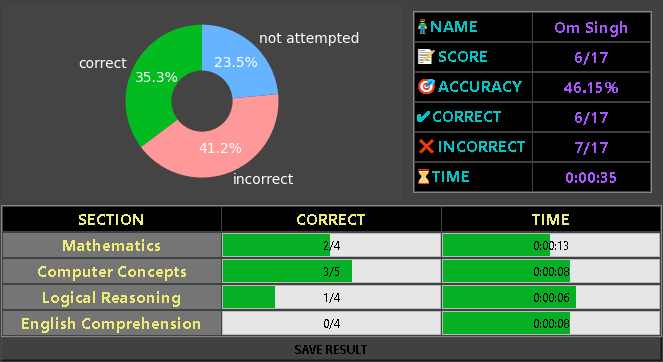 not attempted
correct
23.5%
35.3%
41.2%
incorrect
NAME Om Singh
SCORE 6/17
ACCURACY 46.15%
CORRECT 6/17
INCORRECT 7/17
TIME 0:00:35
SECTION CORRECT TIME
Mathematics 2/4 0:00:13
Computer Concepts 3/5 0:00:08
Logical Reasoning 1/4 0:00:06
English Comprehension 0/4 0:00:08
SAVE RESULT